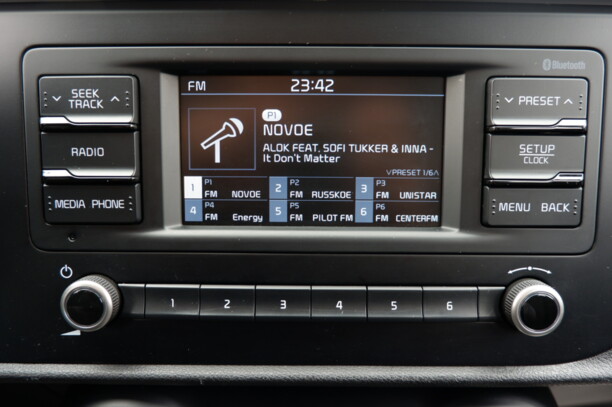 Bluetooth
SEEK
TRACK
RADIO
MEDIA PHONE
FM
23:42
P1
NOVOE
ALOK FEAT. SOFI TUKKER & INNA -
It Don't Matter
PRESET 1/6
1 P1 FM NOVOE
2 P2 FM RUSSKOE
3 P3 FM UNISTAR
4 P4 FM Energy
5 P5 FM PILOT FM
6 P6 FM CENTERFM
PRESET
SETUP
CLOCK
MENU BACK
1 2 3 4 5 6